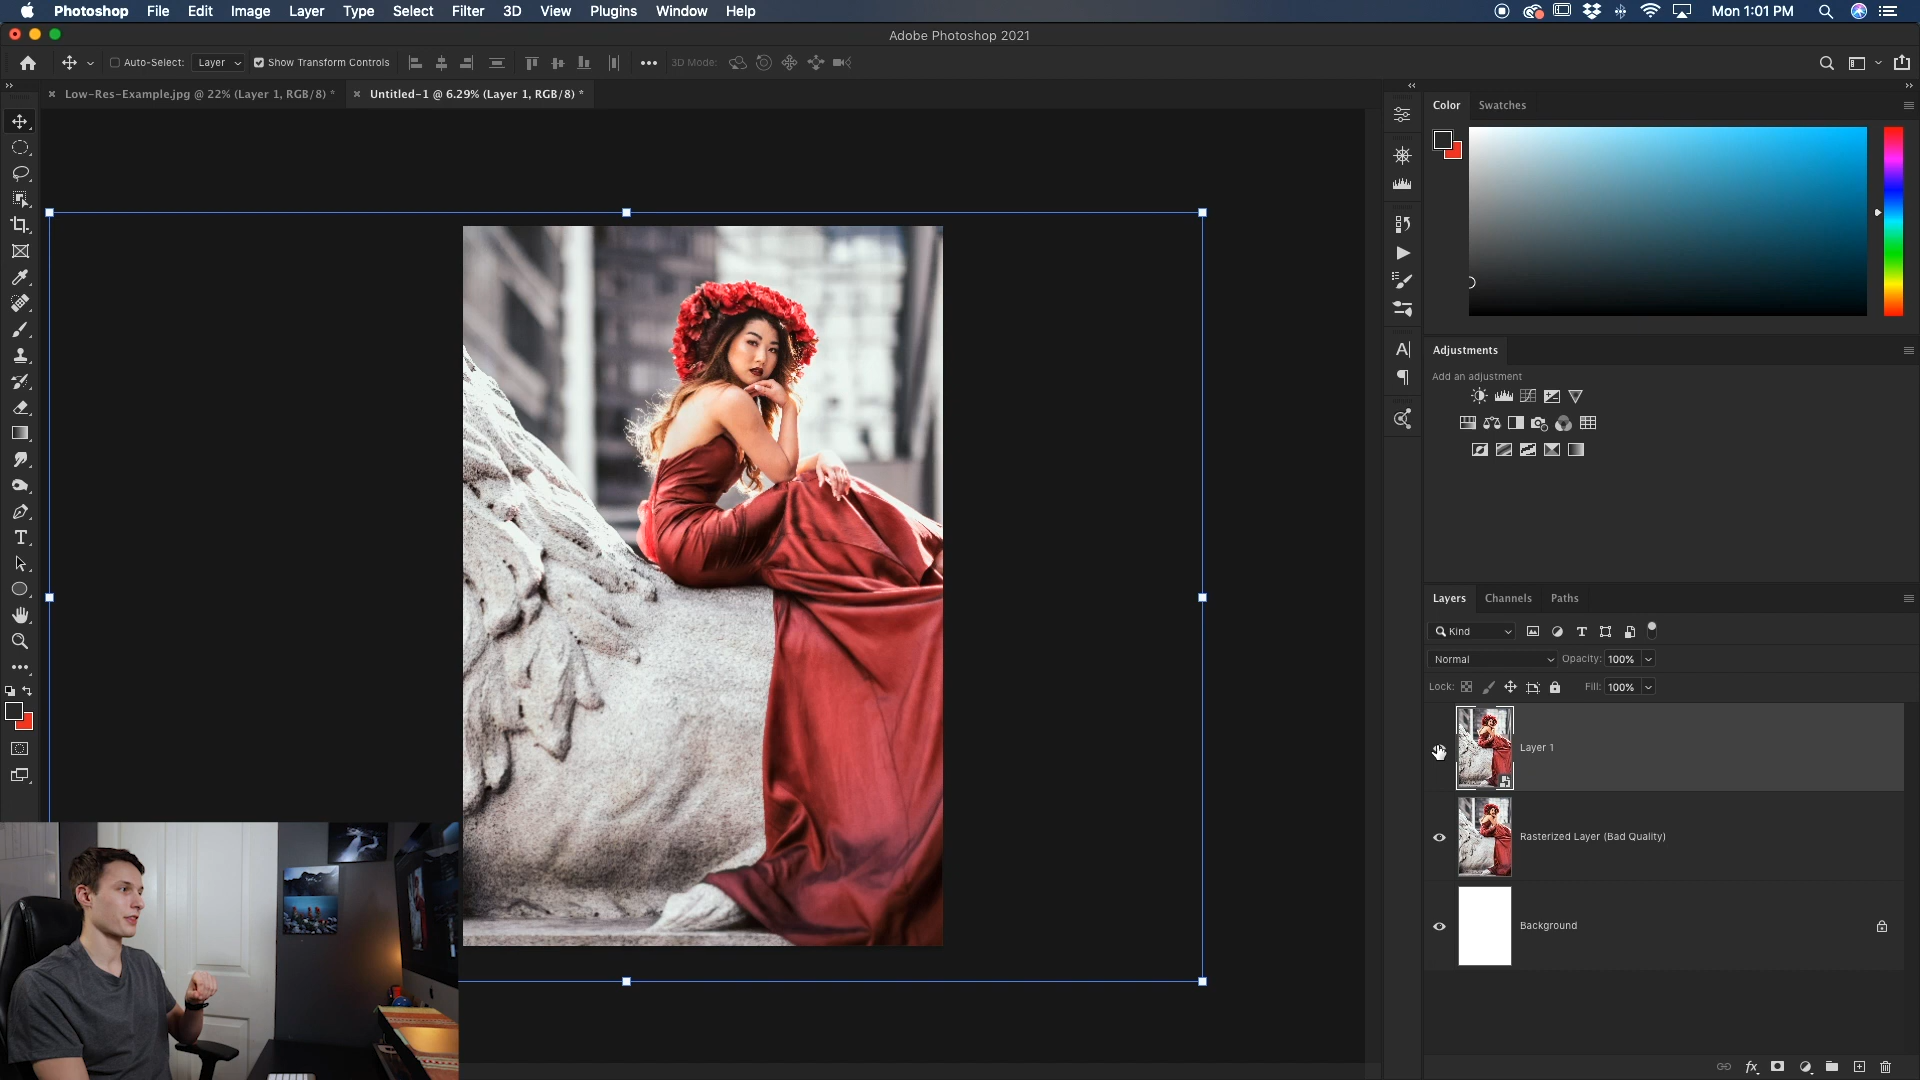 Photoshop File Edit Image Layer Type Select Filter 3D View Plugins Window Help Mon 1:01 PM
Adobe Photoshop 2021
Auto-Select: Layer Show Transform Controls 3D Mode:
Low-Res-Example.jpg @ 22% (Layer 1, RGB/8) * Untitled-1 @ 6.29% (Layer 1, RGB/8) *
Color Swatches
Adjustments
Add an adjustment
Layers Channels Paths
Kind
Normal Opacity: 100%
Lock: Fill: 100%
Layer 1
Rasterized Layer (Bad Quality)
Background